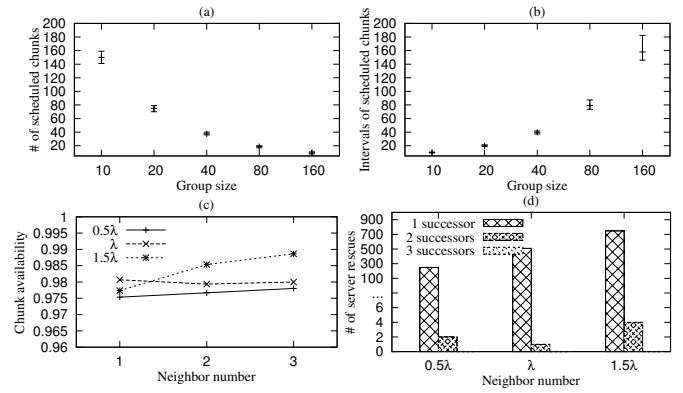 (a)
# of scheduled chunks
200
180
160
140
120
100
80
60
40
20
10 20 40 80 160
Group size
(b)
Intervals of scheduled chunks
200
180
160
140
120
100
80
60
40
20
10 20 40 80 160
Group size
(c)
Chunk availability
1
0.995
0.99
0.985
0.98
0.975
0.97
0.965
0.96
0.5λ
λ
1.5λ
1 2 3
Neighbor number
(d)
# of server rescues
900
700
500
300
100
...
6
4
2
0
1 successor
2 successors
3 successors
0.5λ λ 1.5λ
Neighbor number